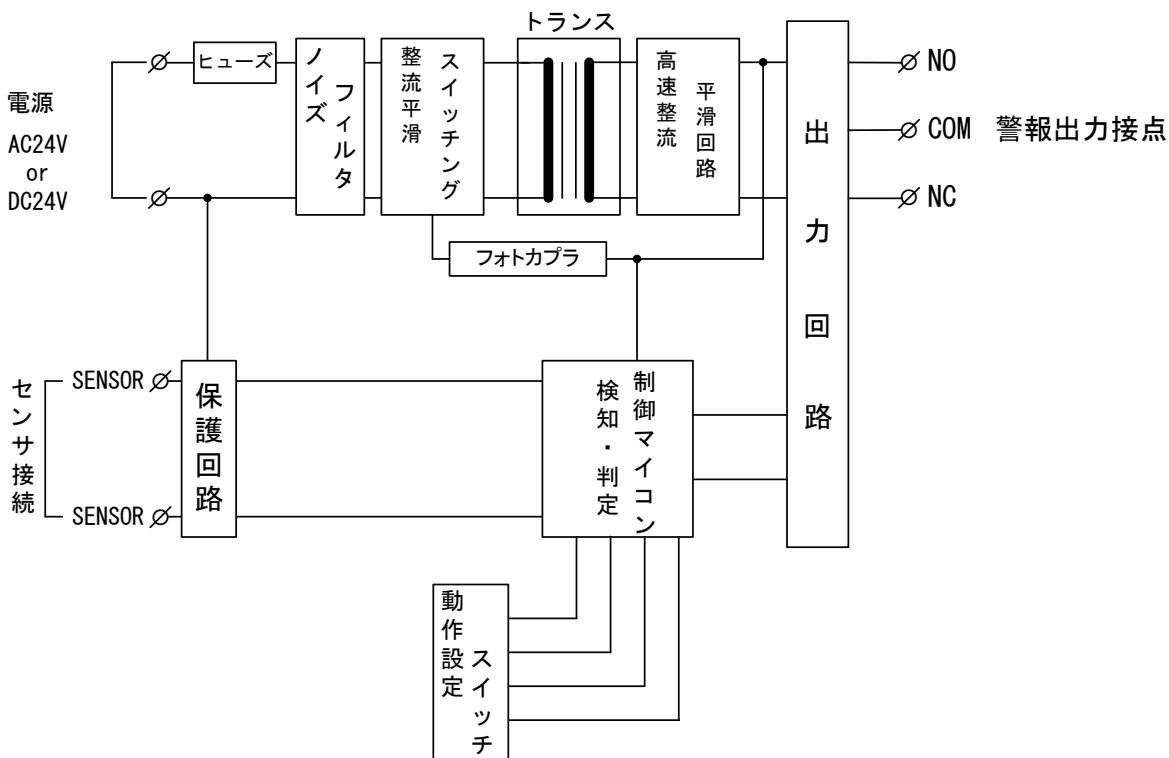 トランス
ヒューズ
ノイズ
フィルタ
整流平滑
スイッチング
高速整流
平滑回路
出力回路
NO
COM 警報出力接点
NC
電源
AC24V
or
DC24V
フォトカプラ
センサ接続
SENSOR
SENSOR
保護回路
制御マイコン
検知・判定
動作設定
スイッチ